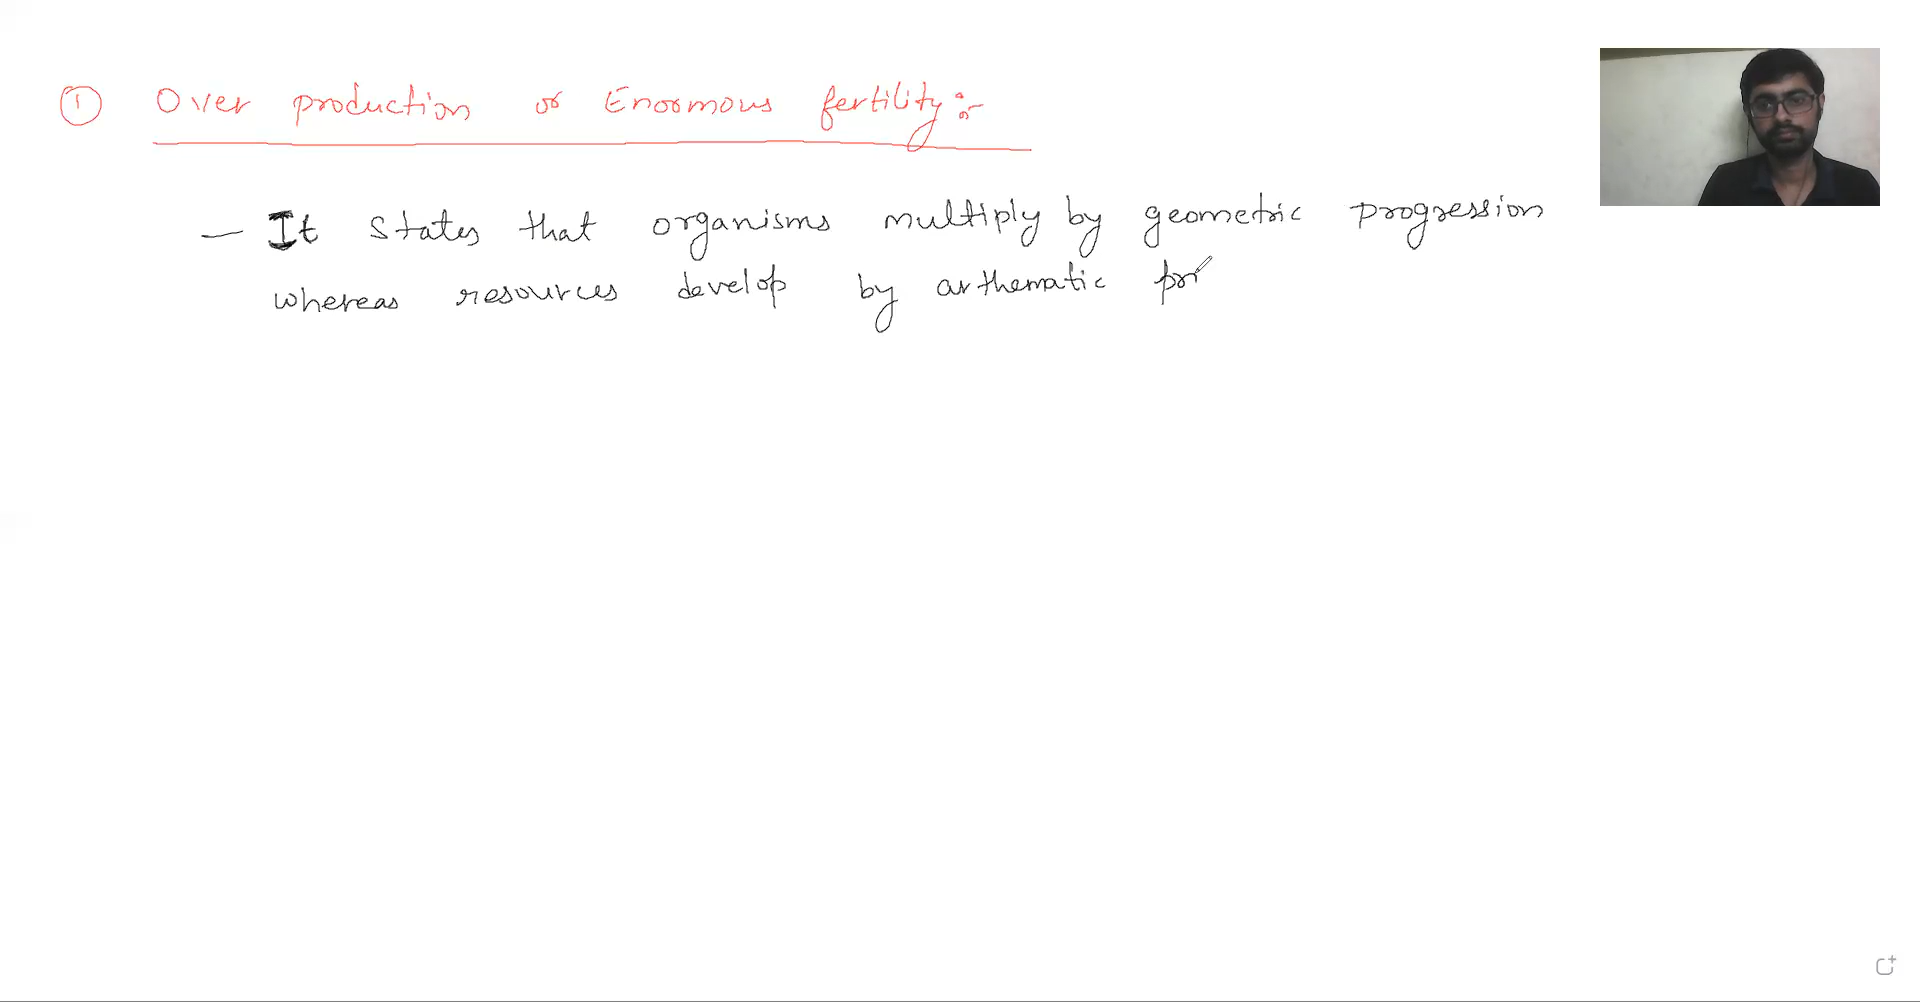 ① Over production or Enormous fertility:-
— It states that organisms multiply by geometric progression
whereas resources develop by arthematic pr